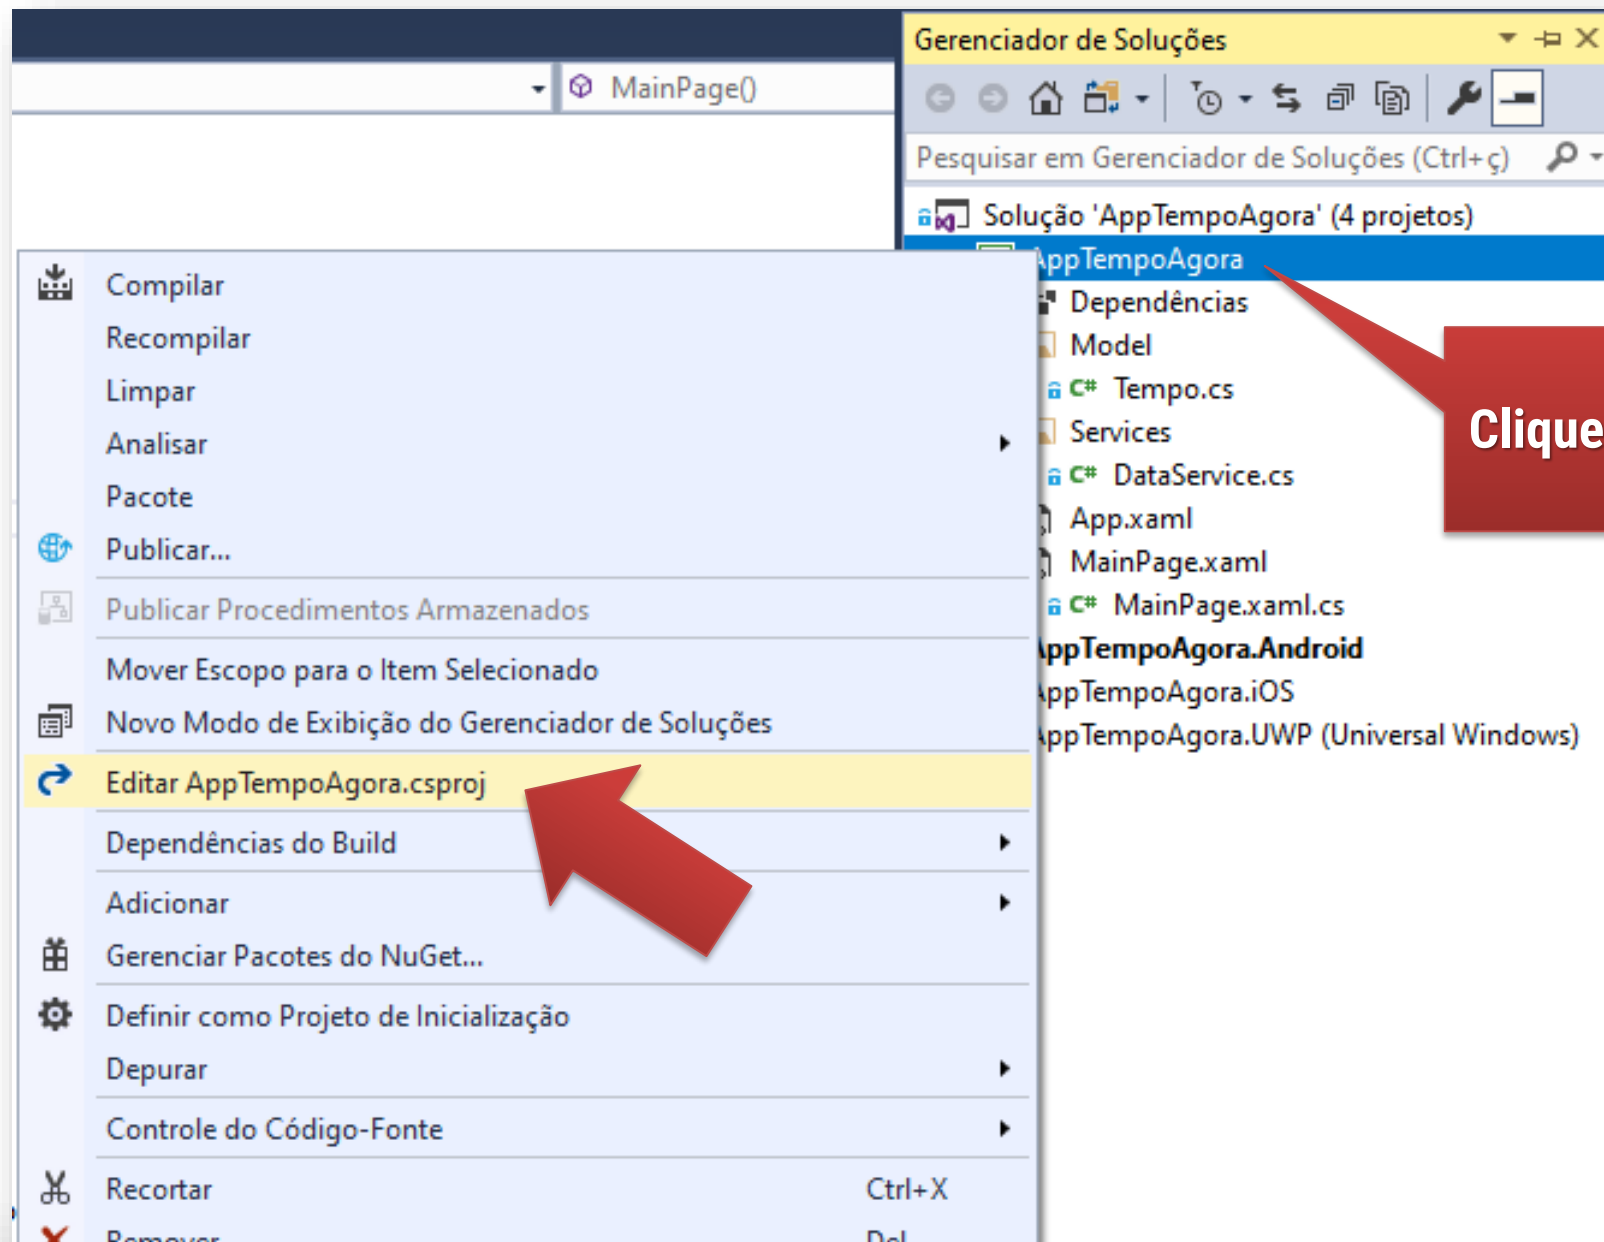 MainPage()
Gerenciador de Soluções
Pesquisar em Gerenciador de Soluções (Ctrl+ç)
Solução 'AppTempoAgora' (4 projetos)
AppTempoAgora
Dependências
Model
C# Tempo.cs
Services
C# DataService.cs
App.xaml
MainPage.xaml
C# MainPage.xaml.cs
AppTempoAgora.Android
AppTempoAgora.iOS
AppTempoAgora.UWP (Universal Windows)
Clique
Compilar
Recompilar
Limpar
Analisar
Pacote
Publicar...
Publicar Procedimentos Armazenados
Mover Escopo para o Item Selecionado
Novo Modo de Exibição do Gerenciador de Soluções
Editar AppTempoAgora.csproj
Dependências do Build
Adicionar
Gerenciar Pacotes do NuGet...
Definir como Projeto de Inicialização
Depurar
Controle do Código-Fonte
Recortar Ctrl+X
Remover Del